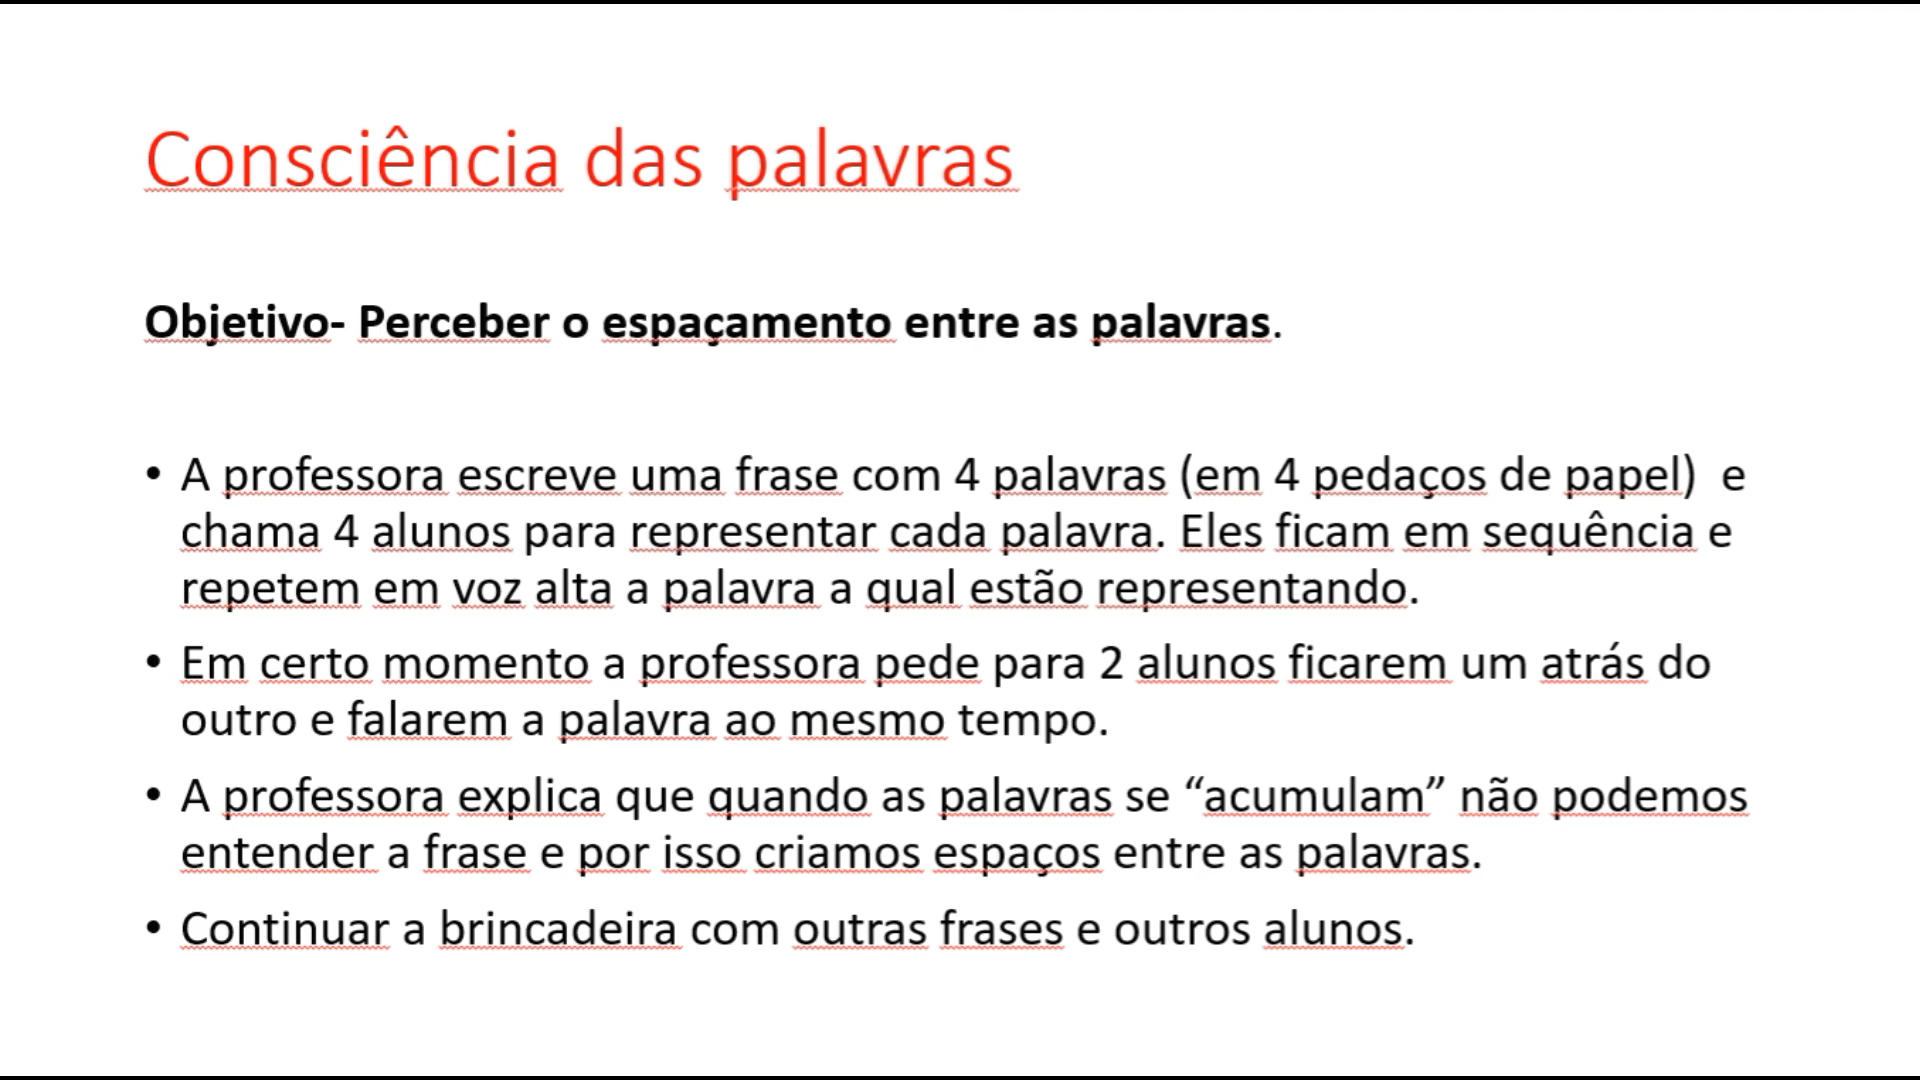 Consciência das palavras
Objetivo- Perceber o espaçamento entre as palavras.
• A professora escreve uma frase com 4 palavras (em 4 pedaços de papel)  e
chama 4 alunos para representar cada palavra. Eles ficam em sequência e
repetem em voz alta a palavra a qual estão representando.
• Em certo momento a professora pede para 2 alunos ficarem um atrás do
outro e falarem a palavra ao mesmo tempo.
• A professora explica que quando as palavras se “acumulam” não podemos
entender a frase e por isso criamos espaços entre as palavras.
• Continuar a brincadeira com outras frases e outros alunos.